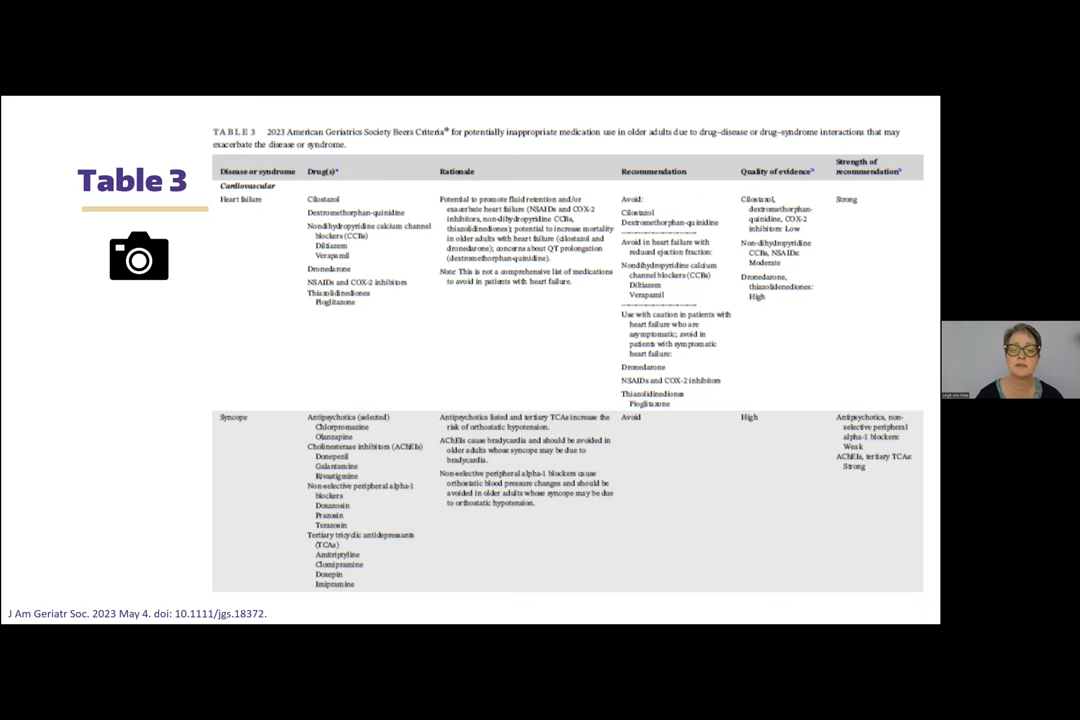 Table 3
TABLE 3 2023 American Geriatrics Society Beers Criteria® for potentially inappropriate medication use in older adults due to drug–disease or drug–syndrome interactions that may
exacerbate the disease or syndrome.
Disease or syndrome
Drug(s)a
Rationale
Recommendation
Quality of evidenceb
Strength of
recommendationb
Cardiovascular
Heart failure
Cilostazol
Dextromethorphan-quinidine
Nondihydropyridine calcium channel
blockers (CCBs)
Diltiazem
Verapamil
Dronedarone
NSAIDs and COX-2 inhibitors
Thiazolidinediones
Pioglitazone
Potential to promote fluid retention and/or
exacerbate heart failure (NSAIDs and COX-2
inhibitors, non-dihydropyridine CCBs,
thiazolidinediones); potential to increase mortality
in older adults with heart failure (cilostazol and
dronedarone); concerns about QT prolongation
(dextromethorphan-quinidine).
Note: This is not a comprehensive list of medications
to avoid in patients with heart failure.
Avoid:
Cilostazol
Dextromethorphan-quinidine
Avoid in heart failure with
reduced ejection fraction:
Nondihydropyridine calcium
channel blockers (CCBs)
Diltiazem
Verapamil
Use with caution in patients with
heart failure who are
asymptomatic; avoid in
patients with symptomatic
heart failure:
Dronedarone
NSAIDs and COX-2 inhibitors
Thiazolidinediones
Pioglitazone
Cilostazol,
dextromethorphan-
quinidine, COX-2
inhibitors: Low
Non-dihydropyridine
CCBs, NSAIDs:
Moderate
Dronedarone,
thiazolidenediones:
High
Strong
Syncope
Antipsychotics (selected)
Chlorpromazine
Olanzapine
Cholinesterase inhibitors (AChEIs)
Donepezil
Galantamine
Rivastigmine
Non-selective peripheral alpha-1
blockers
Doxazosin
Prazosin
Terazosin
Tertiary tricyclic antidepressants
(TCAs)
Amitriptyline
Clomipramine
Doxepin
Imipramine
Antipsychotics listed and tertiary TCAs increase the
risk of orthostatic hypotension.
AChEIs cause bradycardia and should be avoided in
older adults whose syncope may be due to
bradycardia.
Non-selective peripheral alpha-1 blockers cause
orthostatic blood pressure changes and should be
avoided in older adults whose syncope may be due
to orthostatic hypotension.
Avoid
High
Antipsychotics, non-
selective peripheral
alpha-1 blockers:
Weak
AChEIs, tertiary TCAs:
Strong
J Am Geriatr Soc. 2023 May 4. doi: 10.1111/jgs.18372.